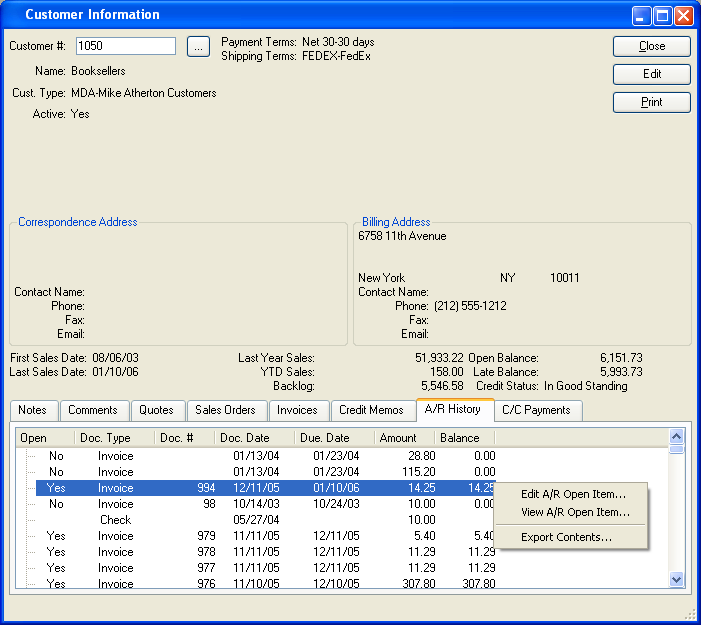 Customer Information
Customer #: 1050 ... Payment Terms: Net 30-30 days Close
Shipping Terms: FEDEX-FedEx
Name: Booksellers Edit
Cust. Type: MDA-Mike Atherton Customers Print
Active: Yes
Correspondence Address Billing Address
6758 11th Avenue
New York NY 10011
Contact Name: Contact Name:
Phone: Phone: (212) 555-1212
Fax: Fax:
Email: Email:
First Sales Date: 08/06/03 Last Year Sales: 51,933.22 Open Balance: 6,151.73
Last Sales Date: 01/10/06 YTD Sales: 158.00 Late Balance: 5,993.73
Backlog: 5,546.58 Credit Status: In Good Standing
Notes Comments Quotes Sales Orders Invoices Credit Memos A/R History C/C Payments
Open Doc. Type Doc. # Doc. Date Due. Date Amount Balance
No Invoice 01/13/04 01/23/04 28.80 0.00
No Invoice 01/13/04 01/23/04 115.20 0.00
Yes Invoice 994 12/11/05 01/10/06 14.25 14.25
No Invoice 98 10/14/03 10/24/03 10.00 0.00
Check 05/27/04 10.00
Yes Invoice 979 11/11/05 12/11/05 5.40 5.40
Yes Invoice 978 11/11/05 12/11/05 11.29 11.29
Yes Invoice 977 11/11/05 12/11/05 11.29 11.29
Yes Invoice 976 11/10/05 12/10/05 307.80 307.80
Edit A/R Open Item...
View A/R Open Item...
Export Contents...